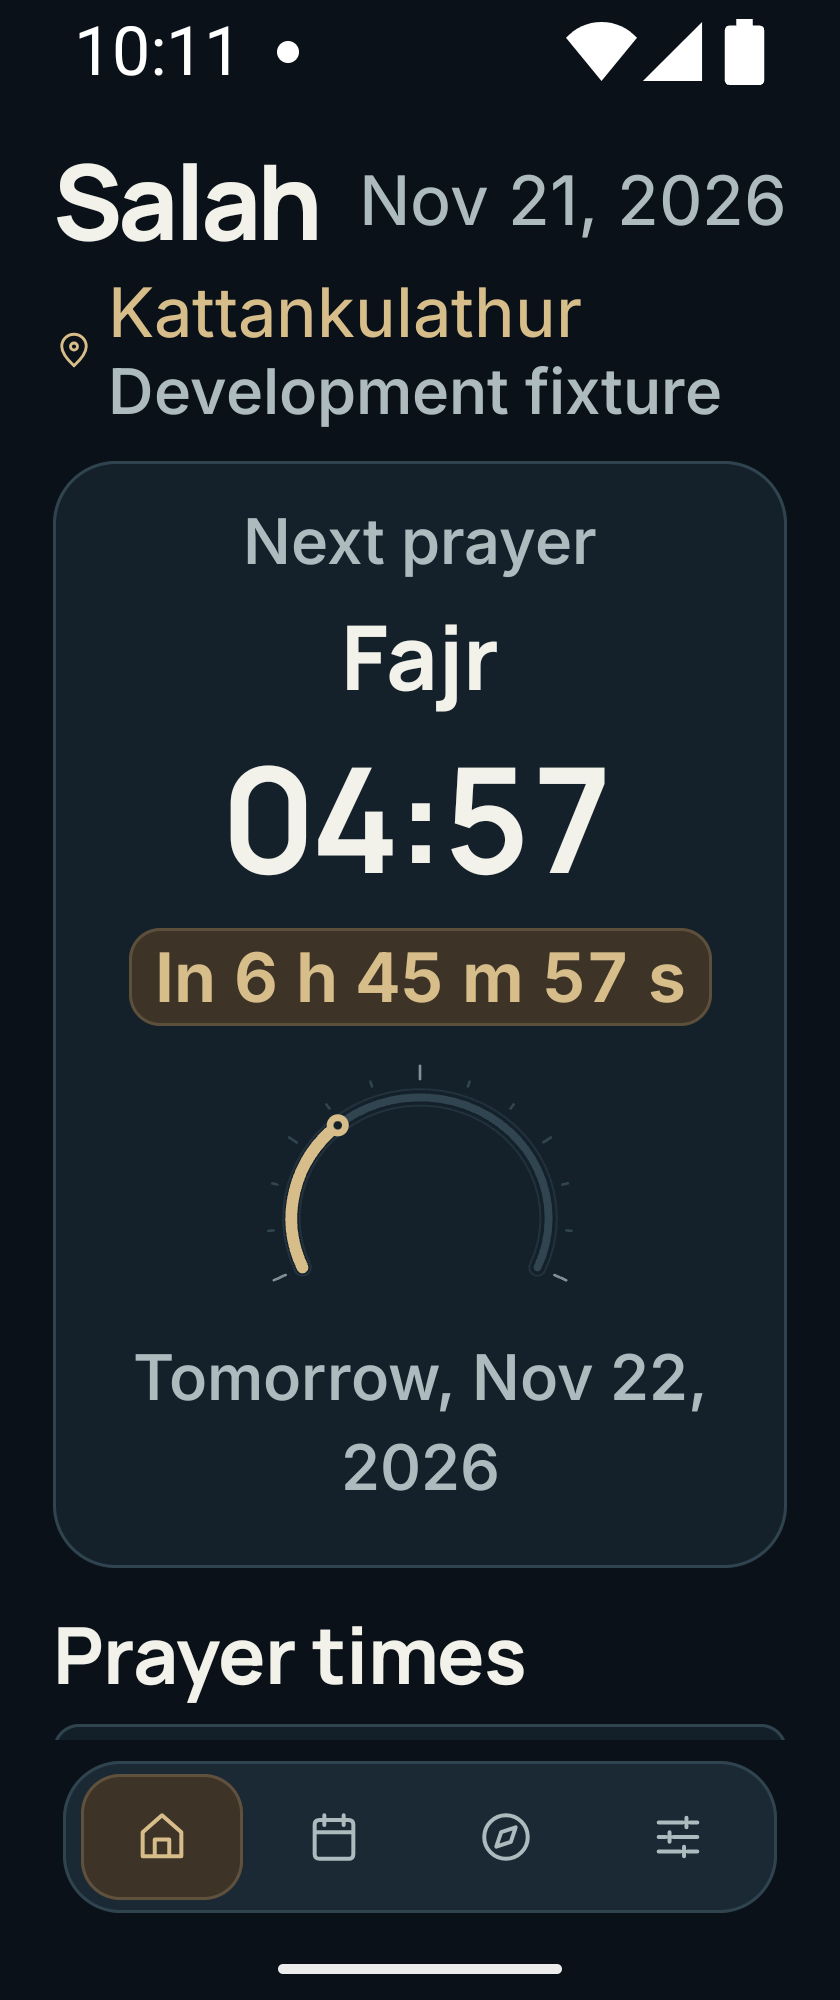 10:11
Salah
Nov 21, 2026
Kattankulathur
Development fixture
Next prayer
Fajr
04:57
In 6 h 45 m 57 s
Tomorrow, Nov 22,
2026
Prayer times